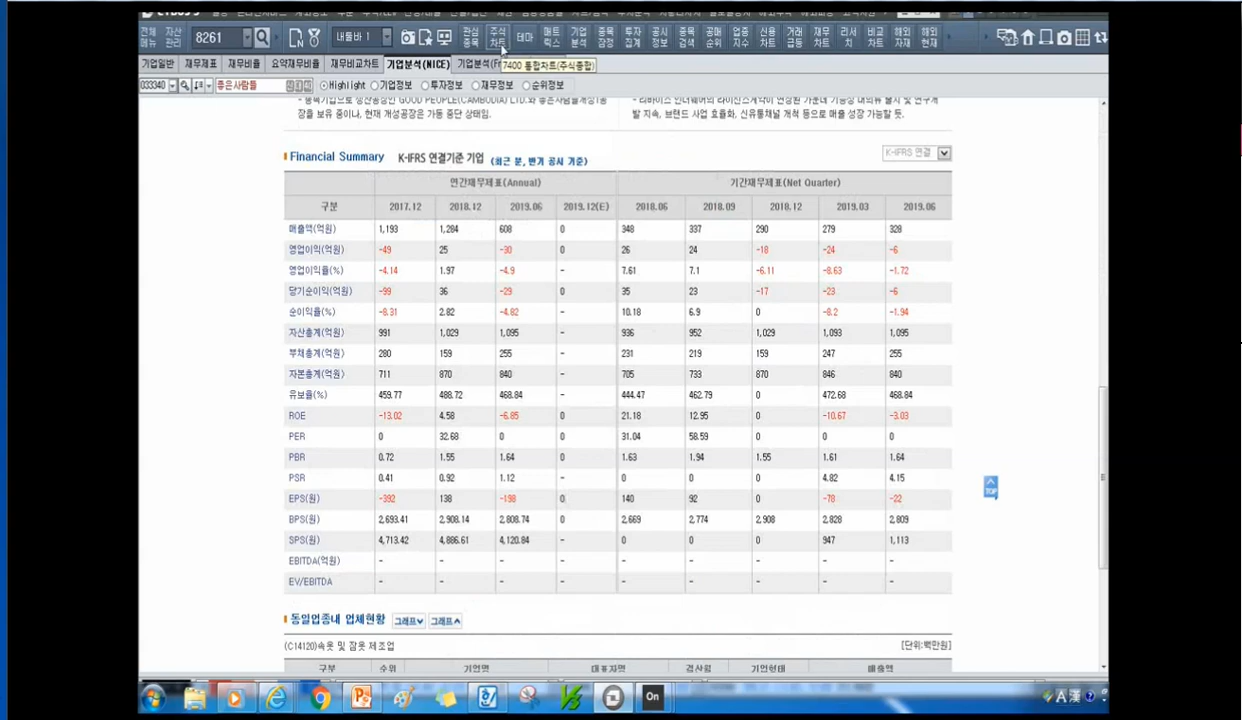 8261 내툴바 1
전체메뉴 자산관리 관심종목 주식차트 테마 매트릭스 기업분석 종목감정 투자집계 공시정보 종목검색 공매순위 업종지수 신용차트 거래급등 재무차트 리서치 비교차트 해외자재 해외현재
기업일반 재무제표 재무비율 요약재무비율 재무비교차트 기업분석(NICE) 기업분석(Fr
7400 통합차트(주식종합)
033340 좋은사람들 Highlight 기업정보 투자정보 재무정보 순위정보
장을 보유 중이나, 현재 개성공장은 가동 중단 상태임.
발 지속, 브랜드 사업 효율화, 신유통채널 개척 등으로 매출 성장 가능할 듯.
Financial Summary K-IFRS 연결기준 기업 (최근 분, 반기 공시 기준) K-IFRS 연결
연간재무제표(Annual) 기간재무제표(Net Quarter)
구분 2017.12 2018.12 2019.06 2019.12(E) 2018.06 2018.09 2018.12 2019.03 2019.06
매출액(억원) 1,193 1,284 608 0 348 337 290 279 328
영업이익(억원) -49 25 -30 0 26 24 -18 -24 -6
영업이익률(%) -4.14 1.97 -4.9 - 7.61 7.1 -6.11 -8.63 -1.72
당기순이익(억원) -99 36 -29 0 35 23 -17 -23 -6
순이익률(%) -8.31 2.82 -4.82 - 10.18 6.9 0 -8.2 -1.94
자산총계(억원) 991 1,029 1,095 - 936 952 1,029 1,093 1,095
부채총계(억원) 280 159 255 - 231 219 159 247 255
자본총계(억원) 711 870 840 - 705 733 870 846 840
유보율(%) 459.77 488.72 468.84 - 444.47 462.79 0 472.68 468.84
ROE -13.02 4.58 -6.85 0 21.18 12.95 0 -10.67 -3.03
PER 0 32.68 0 0 31.04 58.59 0 0 0
PBR 0.72 1.55 1.64 0 1.63 1.94 1.55 1.61 1.64
PSR 0.41 0.92 1.12 0 0 0 0 4.82 4.15
EPS(원) -392 138 -198 0 140 92 0 -78 -22
BPS(원) 2,693.41 2,908.14 2,808.74 0 2,669 2,774 2,908 2,828 2,809
SPS(원) 4,713.42 4,886.61 4,120.84 - 0 0 0 947 1,113
EBITDA(억원) - - - - - - - - -
EV/EBITDA - - - - - - - - -
TOP
동일업종내 업체현황 그래프∨ 그래프∧
(C14120)속옷 및 잠옷 제조업 [단위:백만원]
구분 순위 기업명 대표자명 결산월 기업형태 매출액
On A 漢